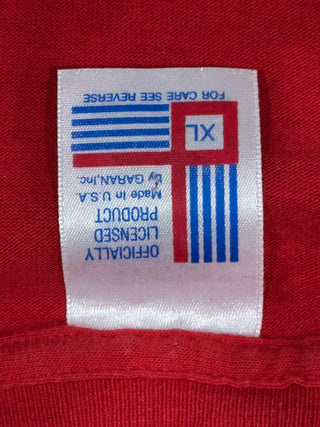 OFFICIALLY
LICENSED
PRODUCT
Made In U.S.A
by GARAN,Inc
XL
FOR CARE SEE REVERSE